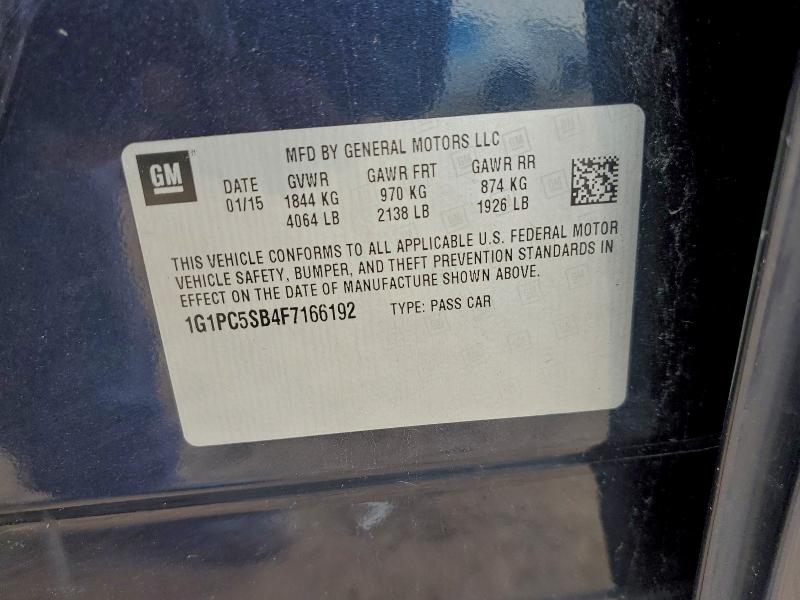 GM
MFD BY GENERAL MOTORS LLC
DATE GVWR GAWR FRT GAWR RR
01/15 1844 KG 970 KG 874 KG
4064 LB 2138 LB 1926 LB
THIS VEHICLE CONFORMS TO ALL APPLICABLE U.S. FEDERAL MOTOR
VEHICLE SAFETY, BUMPER, AND THEFT PREVENTION STANDARDS IN
EFFECT ON THE DATE OF MANUFACTURE SHOWN ABOVE.
1G1PC5SB4F7166192 TYPE: PASS CAR